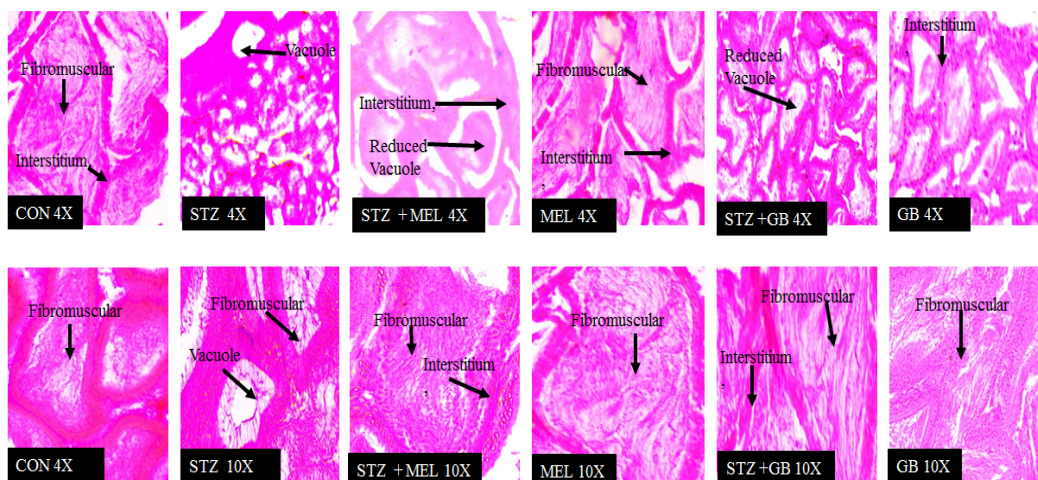 Fibromuscular
Interstitium,
CON 4X
Vacuole
STZ 4X
Interstitium,
Reduced
Vacuole
STZ +MEL 4X
Fibromuscular
Interstitium
,
MEL 4X
Reduced
Vacuole
STZ+GB 4X
Interstitium
,
GB 4X
Fibromuscular
CON 4X
Fibromuscular
Vacuole
STZ 10X
Fibromuscular
Interstitium
,
STZ +MEL 10X
Fibromuscular
MEL 10X
Fibromuscular
Interstitium
,
STZ+GB 10X
Fibromuscular
GB 10X